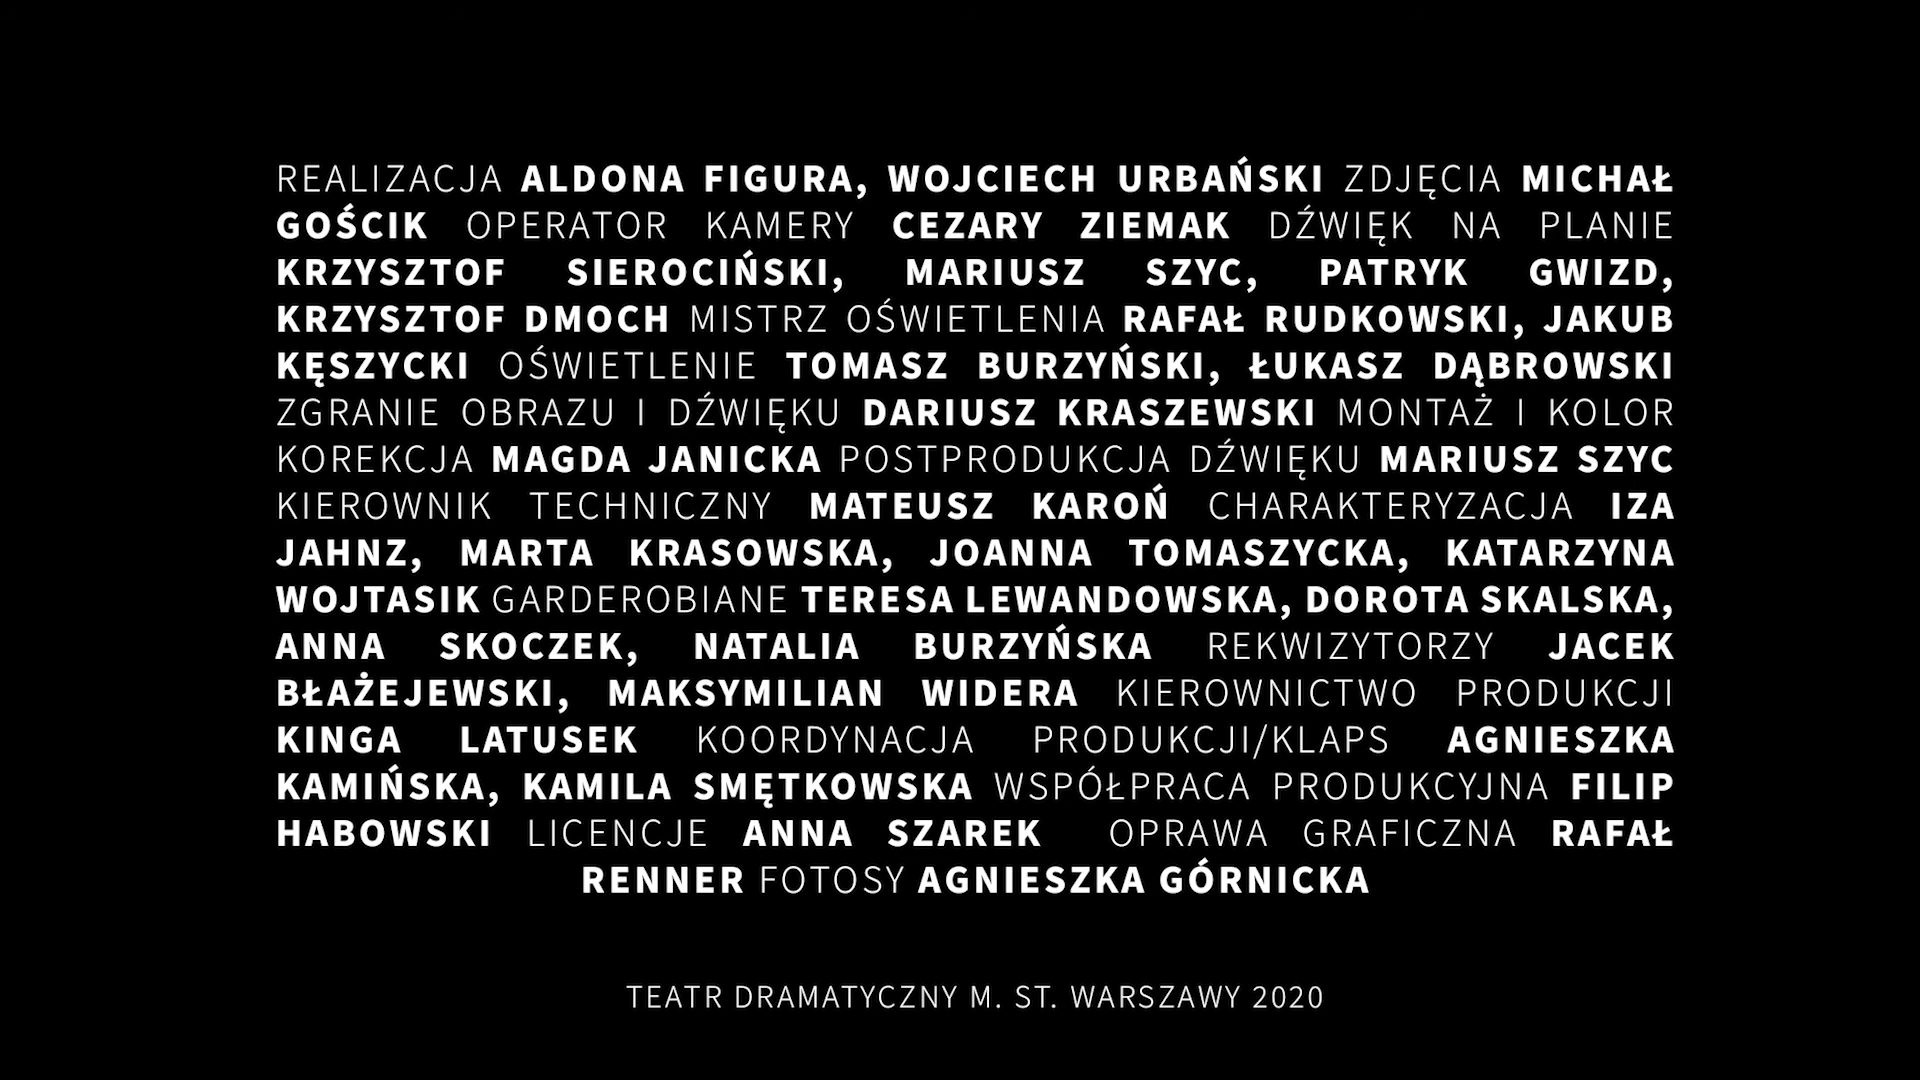 REALIZACJA ALDONA FIGURA, WOJCIECH URBAŃSKI ZDJĘCIA MICHAŁ
GOŚCIK OPERATOR KAMERY CEZARY ZIEMAK DŹWIĘK NA PLANIE
KRZYSZTOF SIEROCIŃSKI, MARIUSZ SZYC, PATRYK GWIZD,
KRZYSZTOF DMOCH MISTRZ OŚWIETLENIA RAFAŁ RUDKOWSKI, JAKUB
KĘSZYCKI OŚWIETLENIE TOMASZ BURZYŃSKI, ŁUKASZ DĄBROWSKI
ZGRANIE OBRAZU I DŹWIĘKU DARIUSZ KRASZEWSKI MONTAŻ I KOLOR
KOREKCJA MAGDA JANICKA POSTPRODUKCJA DŹWIĘKU MARIUSZ SZYC
KIEROWNIK TECHNICZNY MATEUSZ KAROŃ CHARAKTERYZACJA IZA
JAHNZ, MARTA KRASOWSKA, JOANNA TOMASZYCKA, KATARZYNA
WOJTASIK GARDEROBIANE TERESA LEWANDOWSKA, DOROTA SKALSKA,
ANNA SKOCZEK, NATALIA BURZYŃSKA REKWIZYTORZY JACEK
BŁAŻEJEWSKI, MAKSYMILIAN WIDERA KIEROWNICTWO PRODUKCJI
KINGA LATUSEK KOORDYNACJA PRODUKCJI/KLAPS AGNIESZKA
KAMIŃSKA, KAMILA SMĘTKOWSKA WSPÓŁPRACA PRODUKCYJNA FILIP
HABOWSKI LICENCJE ANNA SZAREK OPRAWA GRAFICZNA RAFAŁ
RENNER FOTOSY AGNIESZKA GÓRNICKA
TEATR DRAMATYCZNY M. ST. WARSZAWY 2020